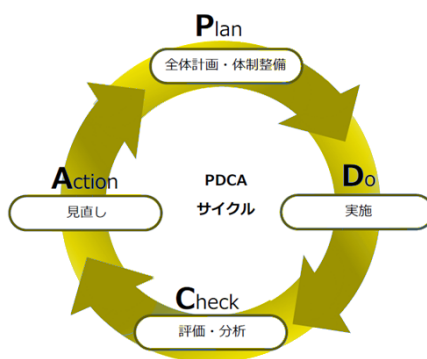 Plan
全体計画・体制整備
Action
見直し
PDCA
サイクル
Do
実施
Check
評価・分析